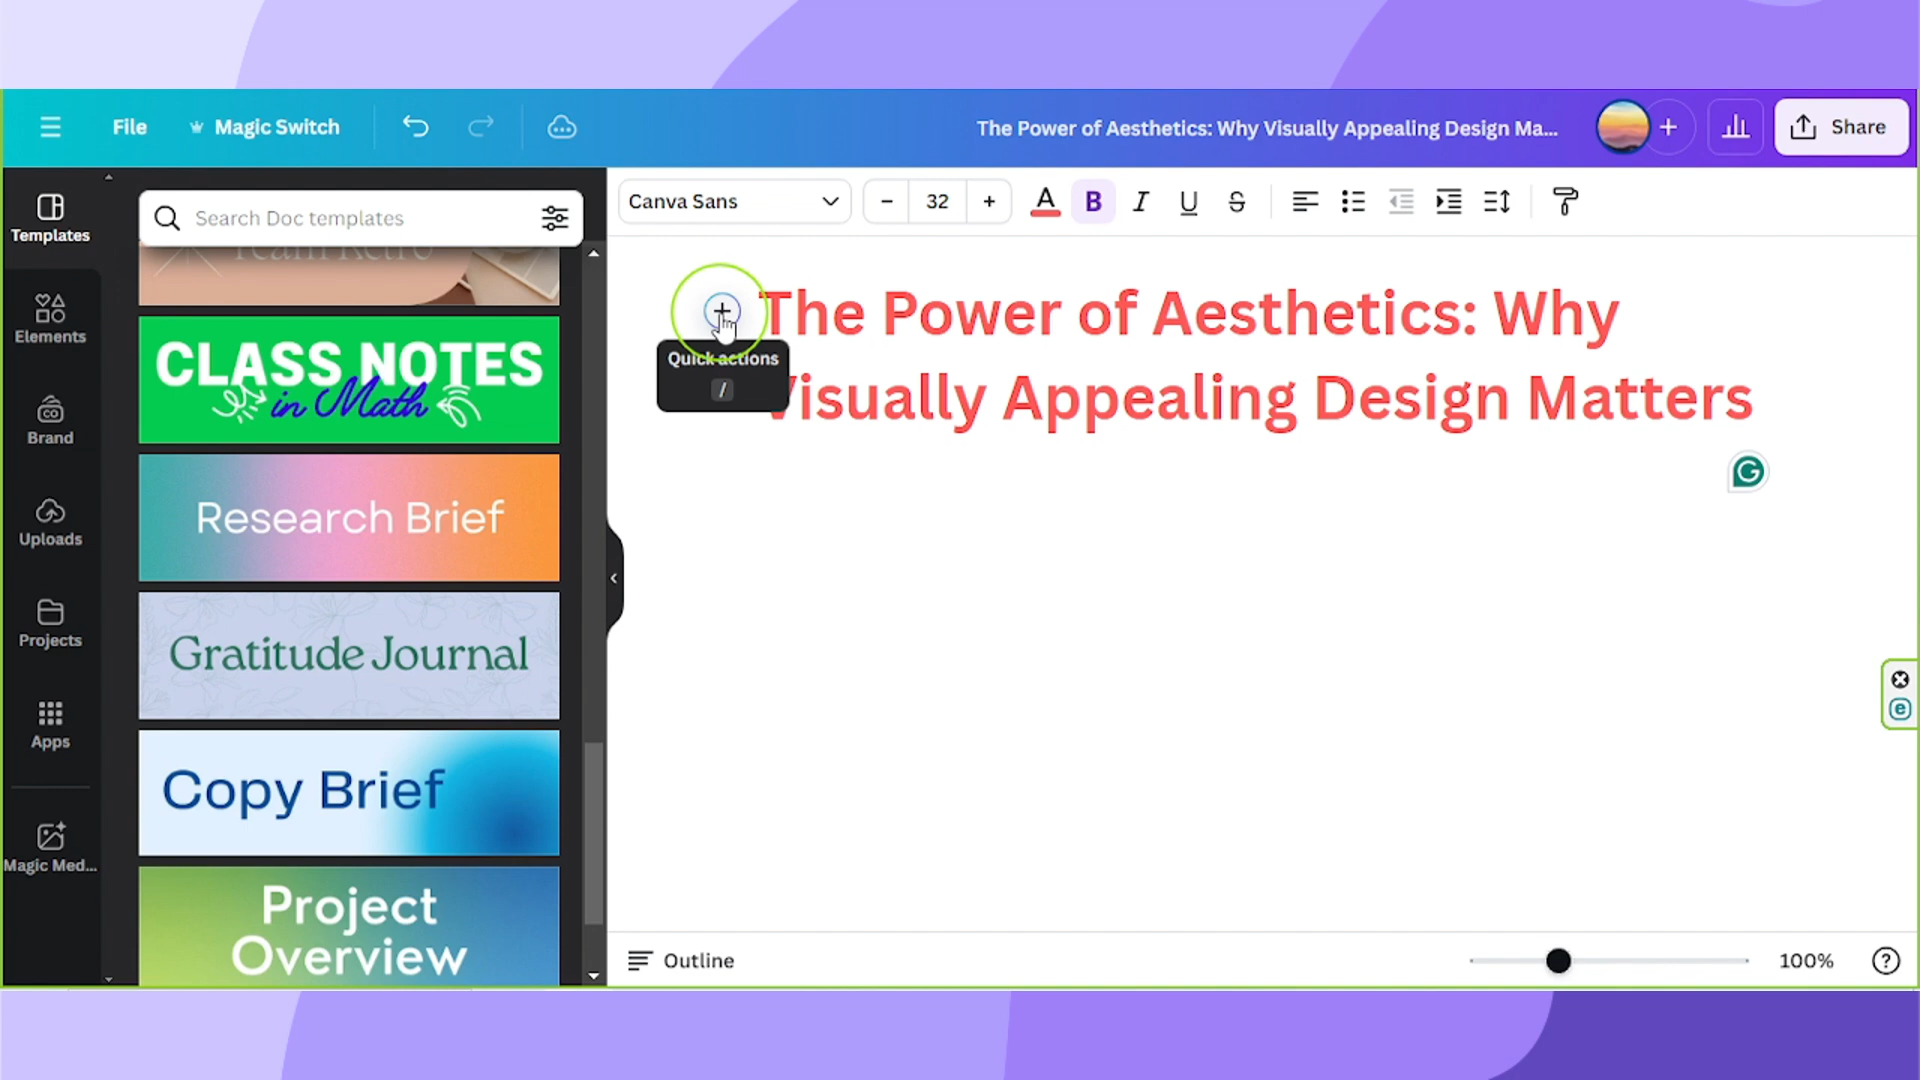 File
Magic Switch
The Power of Aesthetics: Why Visually Appealing Design Ma...
Share
Templates
Elements
Brand
Uploads
Projects
Apps
Magic Med...
Search Doc templates
Team Retro
CLASS NOTES
in Math
Research Brief
Gratitude Journal
Copy Brief
Project
Overview
Canva Sans
32
A
B
I
U
S
The Power of Aesthetics: Why
Visually Appealing Design Matters
Quick actions
/
Outline
100%